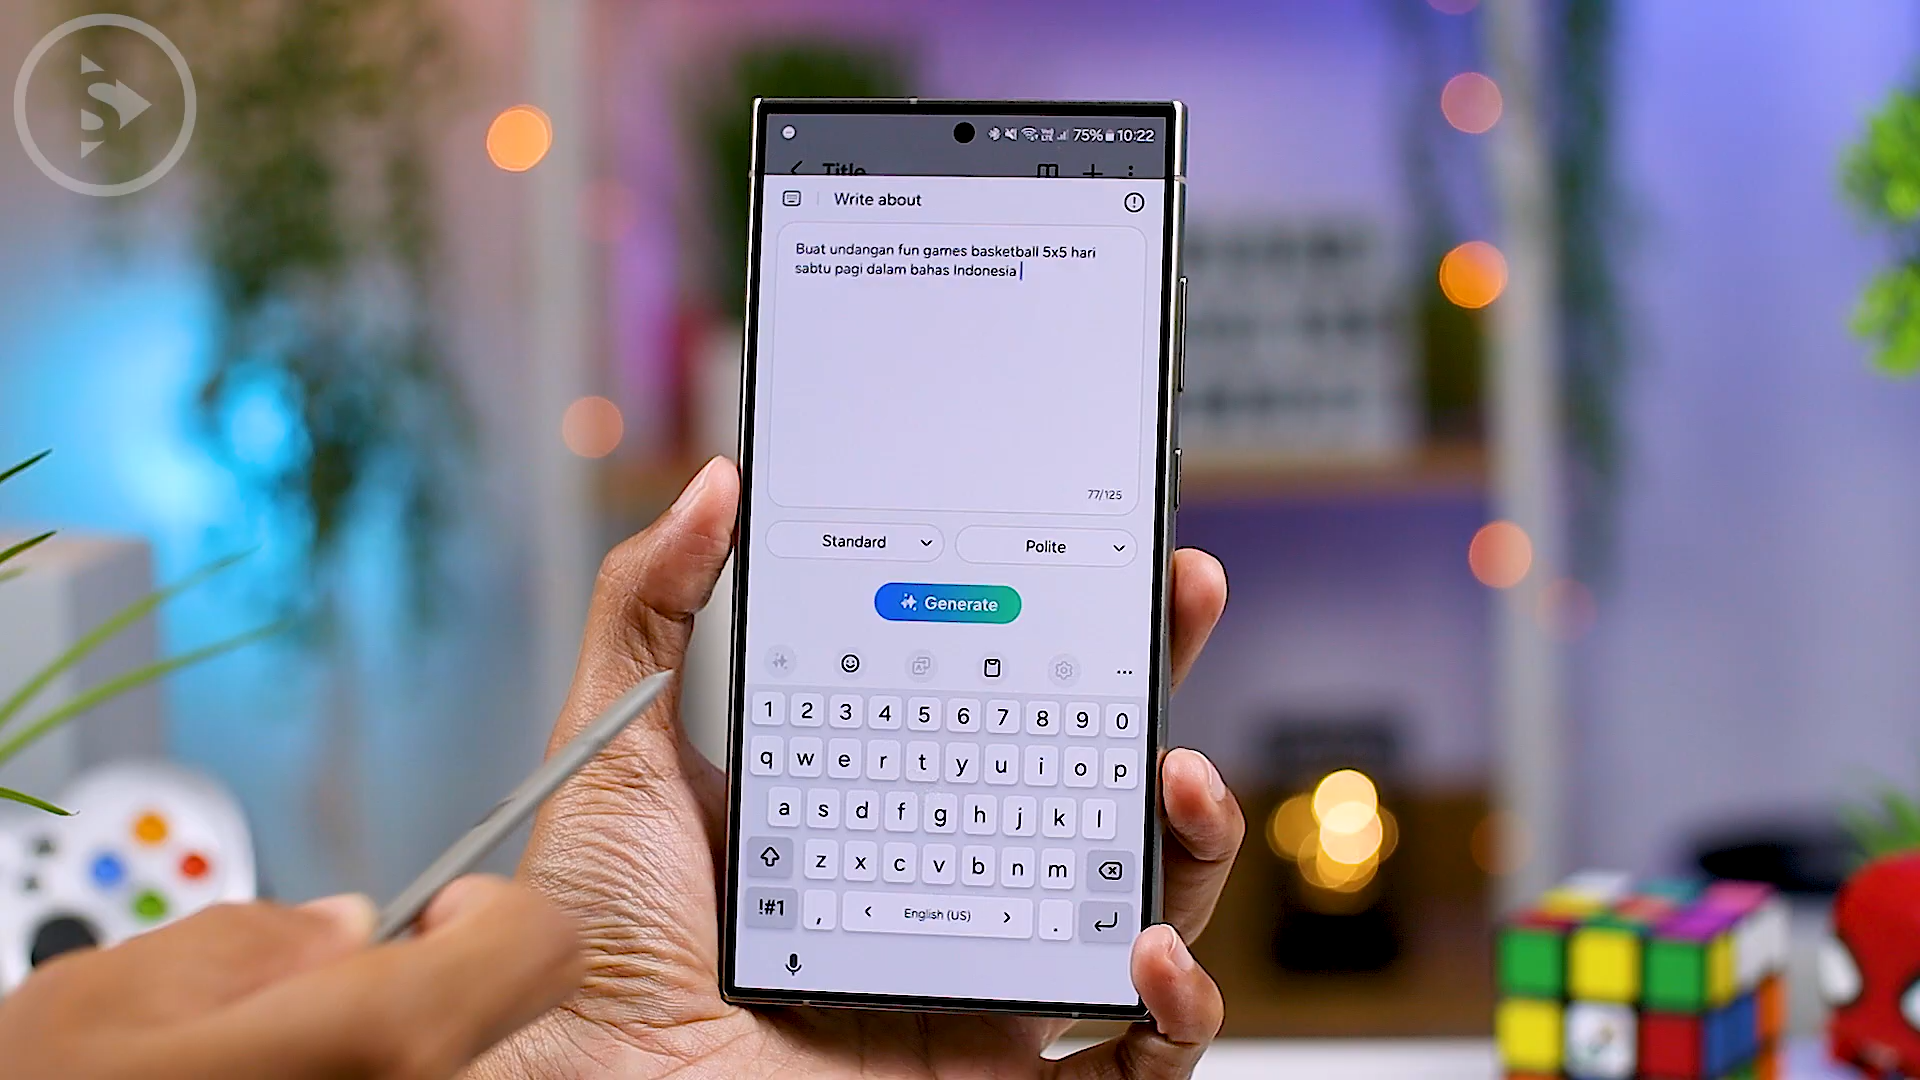 S
75% 10:22
Title
Write about
Buat undangan fun games basketball 5x5 hari
sabtu pagi dalam bahas Indonesia
77/125
Standard
Polite
Generate
1 2 3 4 5 6 7 8 9 0
q w e r t y u i o p
a s d f g h j k l
z x c v b n m
!#1 , < English (US) > .